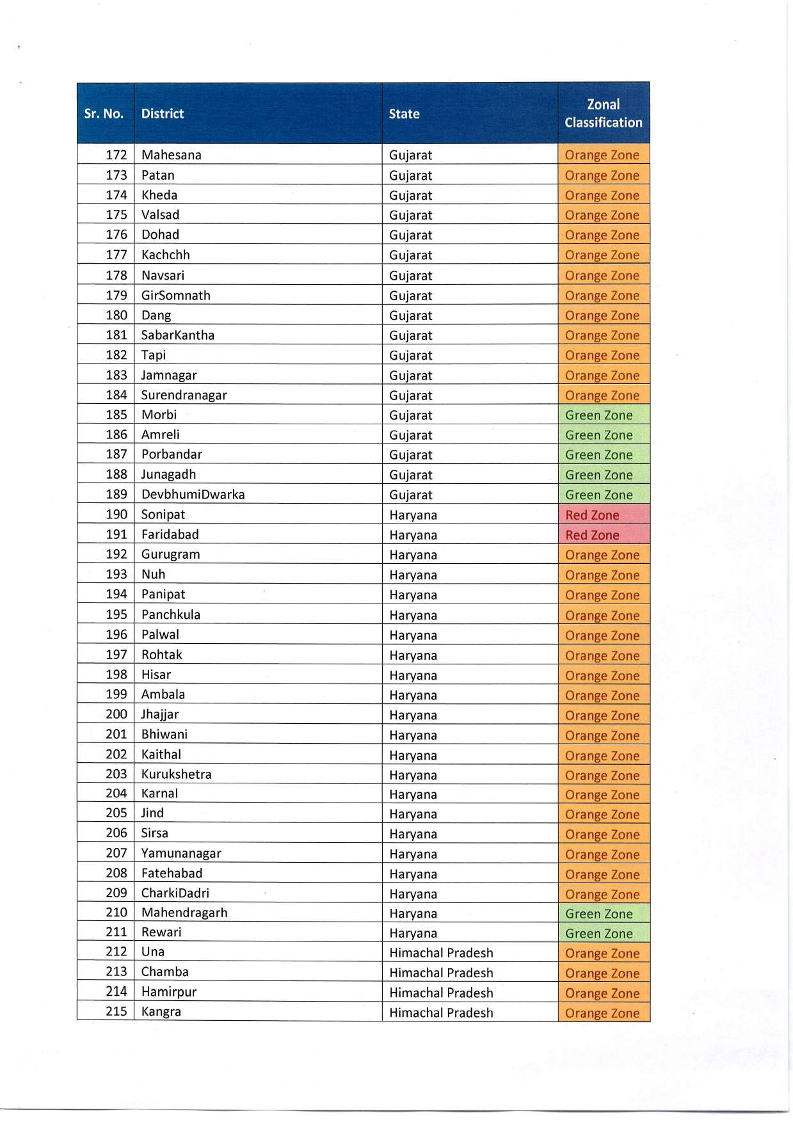 Sr. No. District State Zonal Classification
172 Mahesana Gujarat Orange Zone
173 Patan Gujarat Orange Zone
174 Kheda Gujarat Orange Zone
175 Valsad Gujarat Orange Zone
176 Dohad Gujarat Orange Zone
177 Kachchh Gujarat Orange Zone
178 Navsari Gujarat Orange Zone
179 GirSomnath Gujarat Orange Zone
180 Dang Gujarat Orange Zone
181 SabarKantha Gujarat Orange Zone
182 Tapi Gujarat Orange Zone
183 Jamnagar Gujarat Orange Zone
184 Surendranagar Gujarat Orange Zone
185 Morbi Gujarat Green Zone
186 Amreli Gujarat Green Zone
187 Porbandar Gujarat Green Zone
188 Junagadh Gujarat Green Zone
189 DevbhumiDwarka Gujarat Green Zone
190 Sonipat Haryana Red Zone
191 Faridabad Haryana Red Zone
192 Gurugram Haryana Orange Zone
193 Nuh Haryana Orange Zone
194 Panipat Haryana Orange Zone
195 Panchkula Haryana Orange Zone
196 Palwal Haryana Orange Zone
197 Rohtak Haryana Orange Zone
198 Hisar Haryana Orange Zone
199 Ambala Haryana Orange Zone
200 Jhajjar Haryana Orange Zone
201 Bhiwani Haryana Orange Zone
202 Kaithal Haryana Orange Zone
203 Kurukshetra Haryana Orange Zone
204 Karnal Haryana Orange Zone
205 Jind Haryana Orange Zone
206 Sirsa Haryana Orange Zone
207 Yamunanagar Haryana Orange Zone
208 Fatehabad Haryana Orange Zone
209 CharkiDadri Haryana Orange Zone
210 Mahendragarh Haryana Green Zone
211 Rewari Haryana Green Zone
212 Una Himachal Pradesh Orange Zone
213 Chamba Himachal Pradesh Orange Zone
214 Hamirpur Himachal Pradesh Orange Zone
215 Kangra Himachal Pradesh Orange Zone